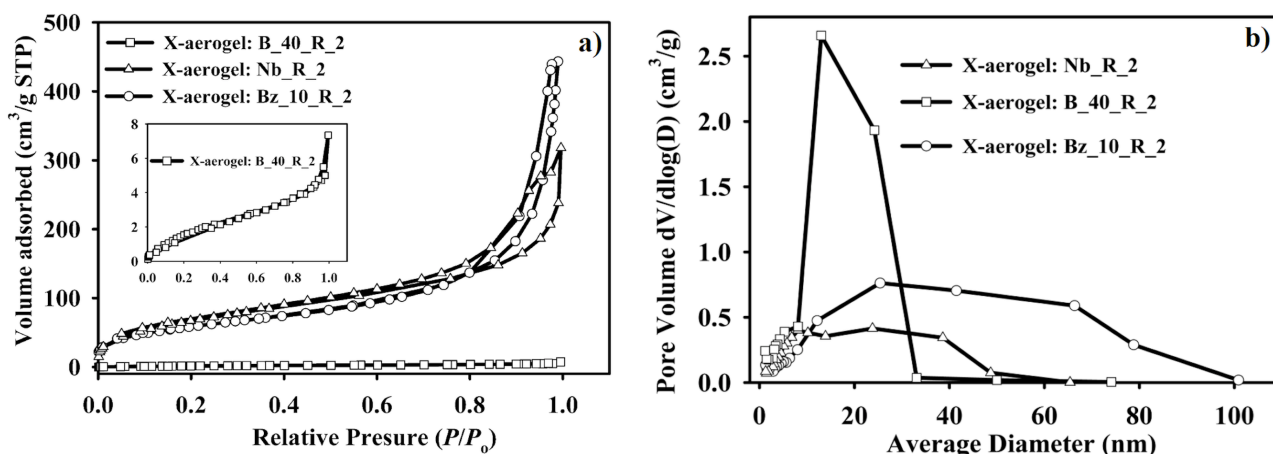 a)
X-aerogel: B_40_R_2
X-aerogel: Nb_R_2
X-aerogel: Bz_10_R_2
Volume adsorbed (cm³/g STP)
500
400
300
200
100
0
8
6
4
2
0
X-aerogel: B_40_R_2
0.0 0.2 0.4 0.6 0.8 1.0
0.0 0.2 0.4 0.6 0.8 1.0
Relative Presure (P/Pₒ)
b)
X-aerogel: Nb_R_2
X-aerogel: B_40_R_2
X-aerogel: Bz_10_R_2
Pore Volume dV/dlog(D) (cm³/g)
2.5
2.0
1.5
1.0
0.5
0.0
0 20 40 60 80 100
Average Diameter (nm)